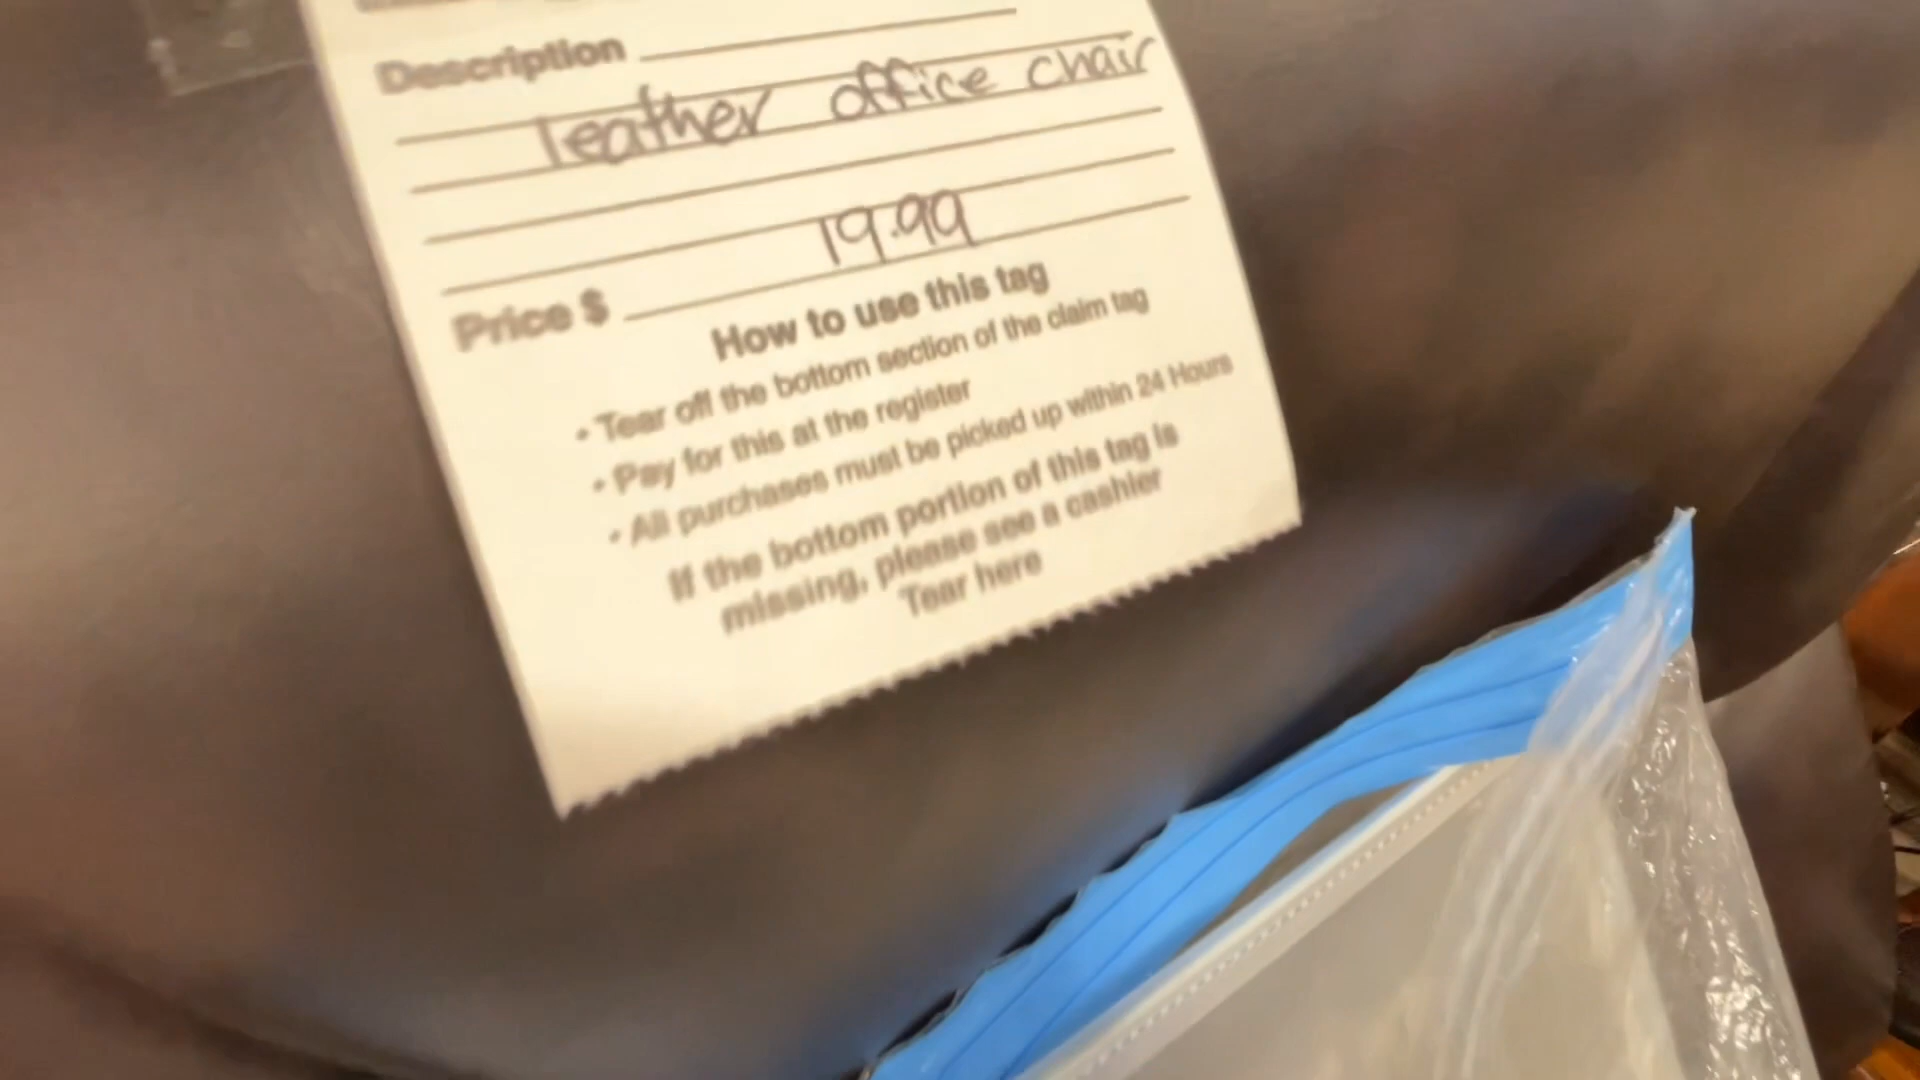 Description
leather office chair
19.99
Price $
How to use this tag
• Tear off the bottom section of the claim tag
• Pay for this at the register
• All purchases must be picked up within 24 Hours
If the bottom portion of this tag is
missing, please see a cashier
Tear here